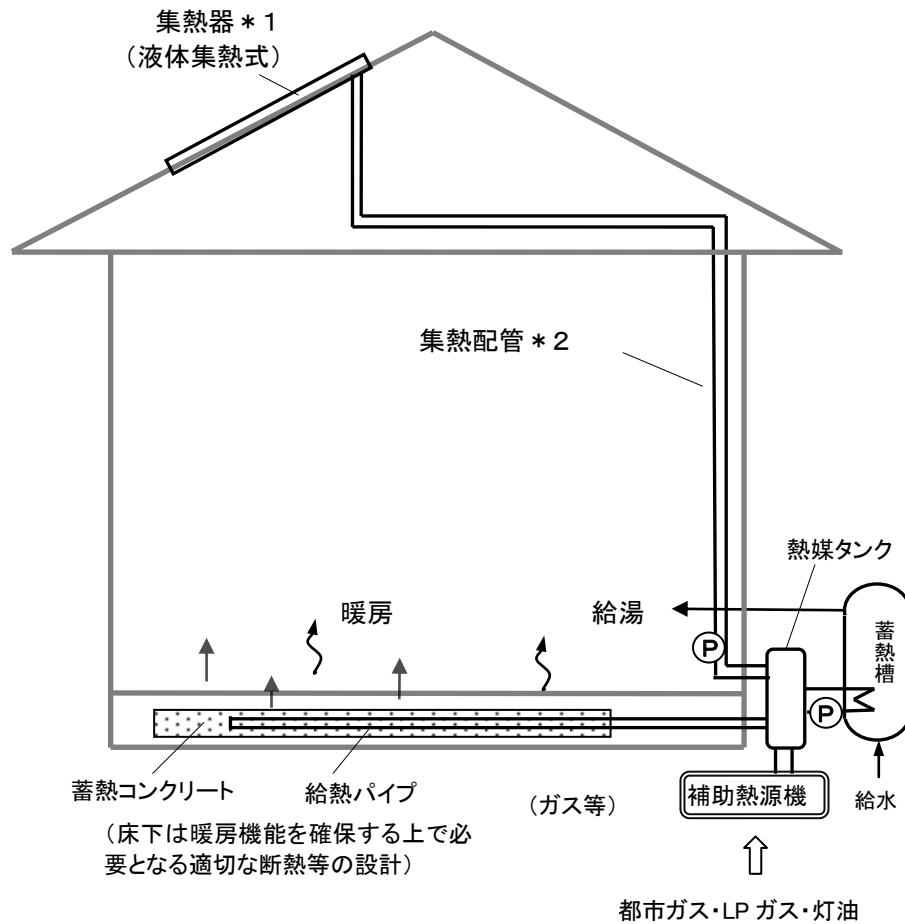 集熱器＊1
（液体集熱式）
集熱配管＊2
熱媒タンク
暖房
給湯
蓄熱槽
P
P
蓄熱コンクリート
給熱パイプ
（ガス等）
補助熱源機
給水
（床下は暖房機能を確保する上で必
要となる適切な断熱等の設計）
都市ガス・LP ガス・灯油